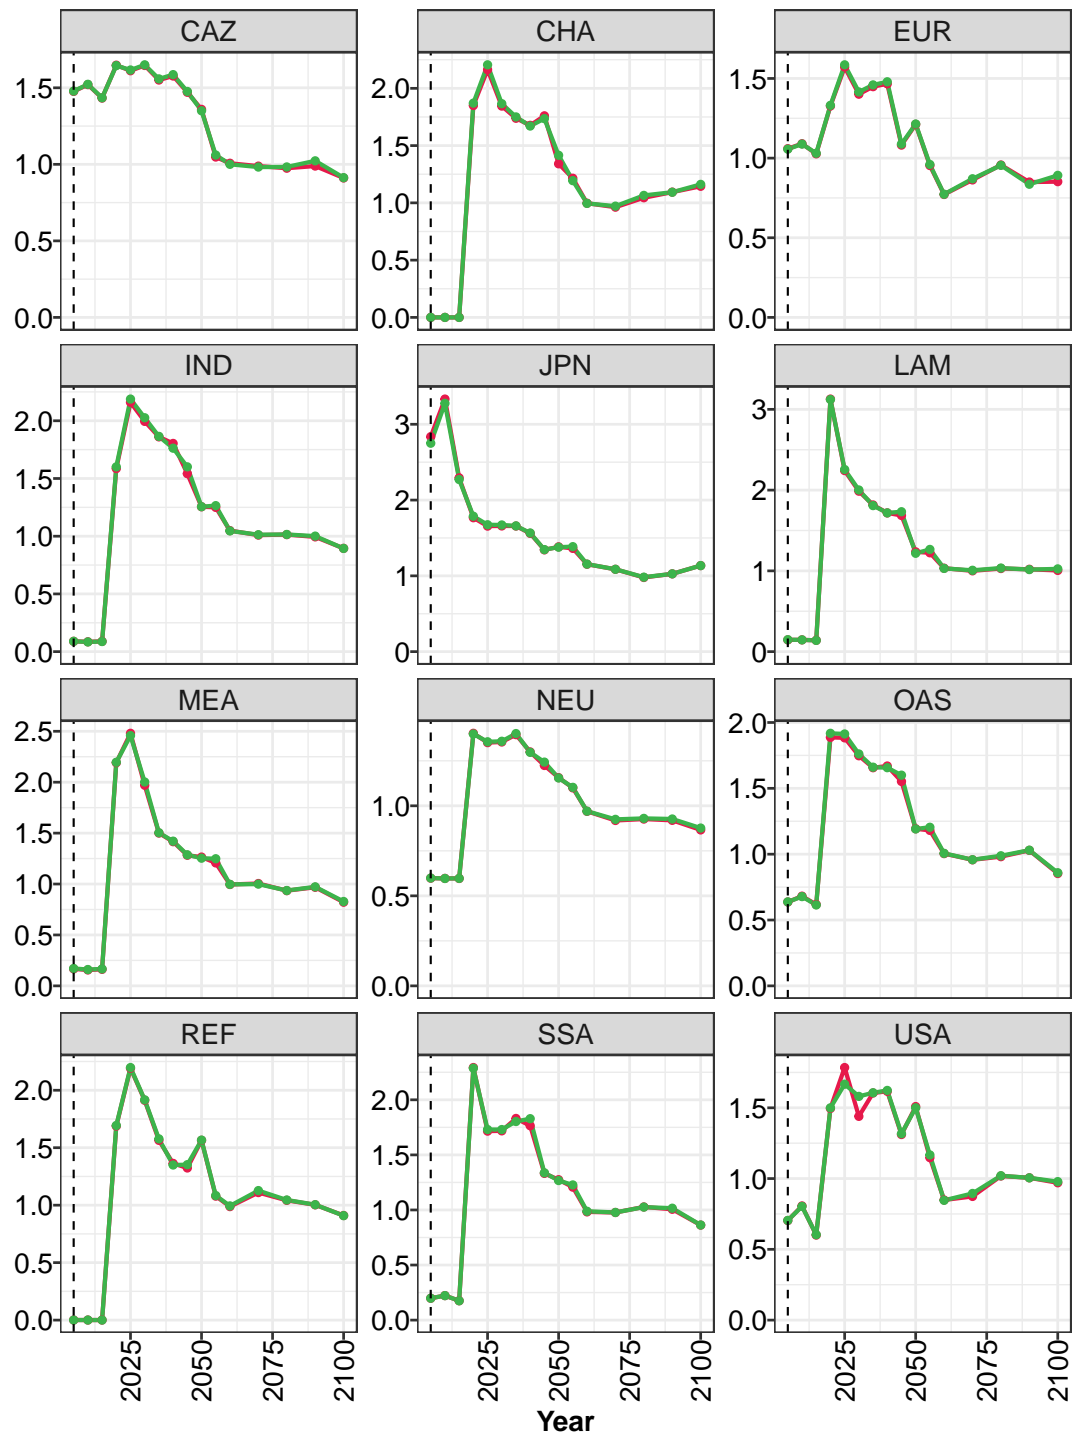 CAZ CHA EUR
1.5 2.0 1.5
1.0 1.5 1.0
0.5 1.0 0.5
0.0 0.5 0.0
0.0
IND JPN LAM
2.0 3 3
1.5 2 2
1.0 1 1
0.5 0 0
0.0
MEA NEU OAS
2.5 1.0 2.0
2.0 0.5 1.5
1.5 0.0 1.0
1.0 0.5
0.5 0.0
0.0
REF SSA USA
2.0 2.0 1.5
1.5 1.5 1.0
1.0 1.0 0.5
0.5 0.5 0.0
0.0 0.0
2025 2050 2075 2100 2025 2050 2075 2100 2025 2050 2075 2100
Year